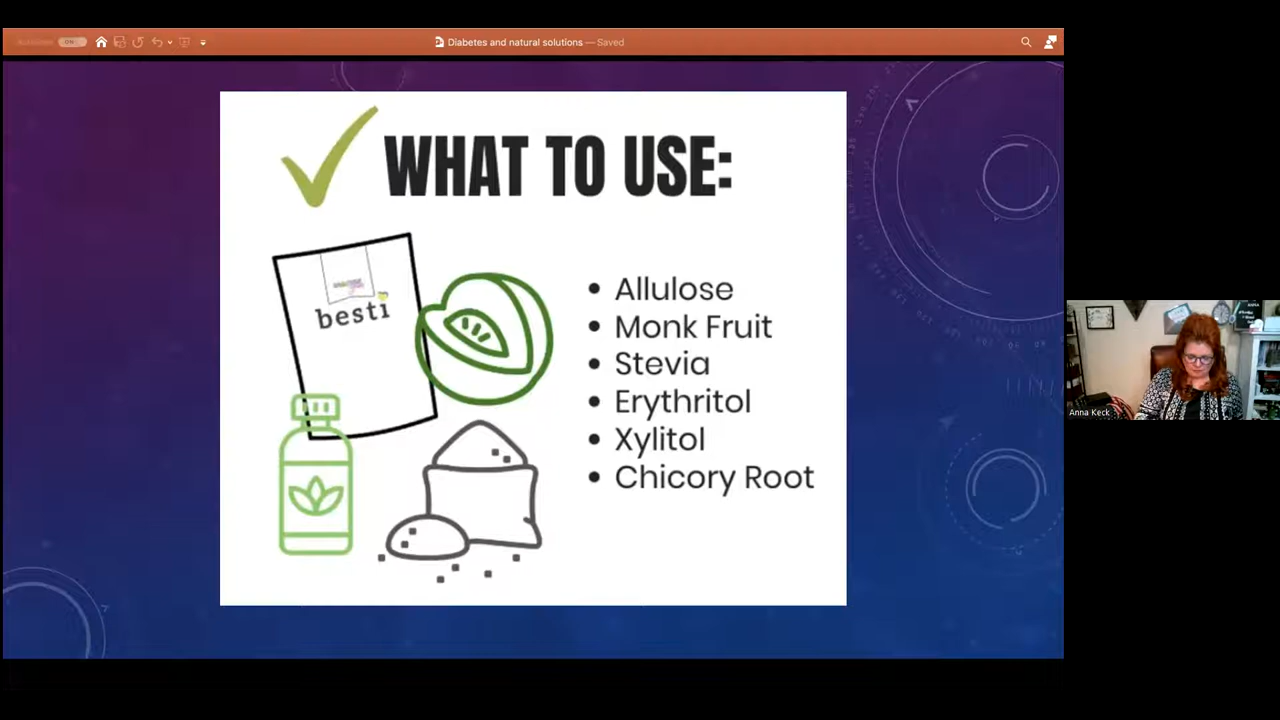 ON
Diabetes and natural solutions — Saved
WHAT TO USE:
besti
• Allulose
• Monk Fruit
• Stevia
• Erythritol
• Xylitol
• Chicory Root
Anna Keck